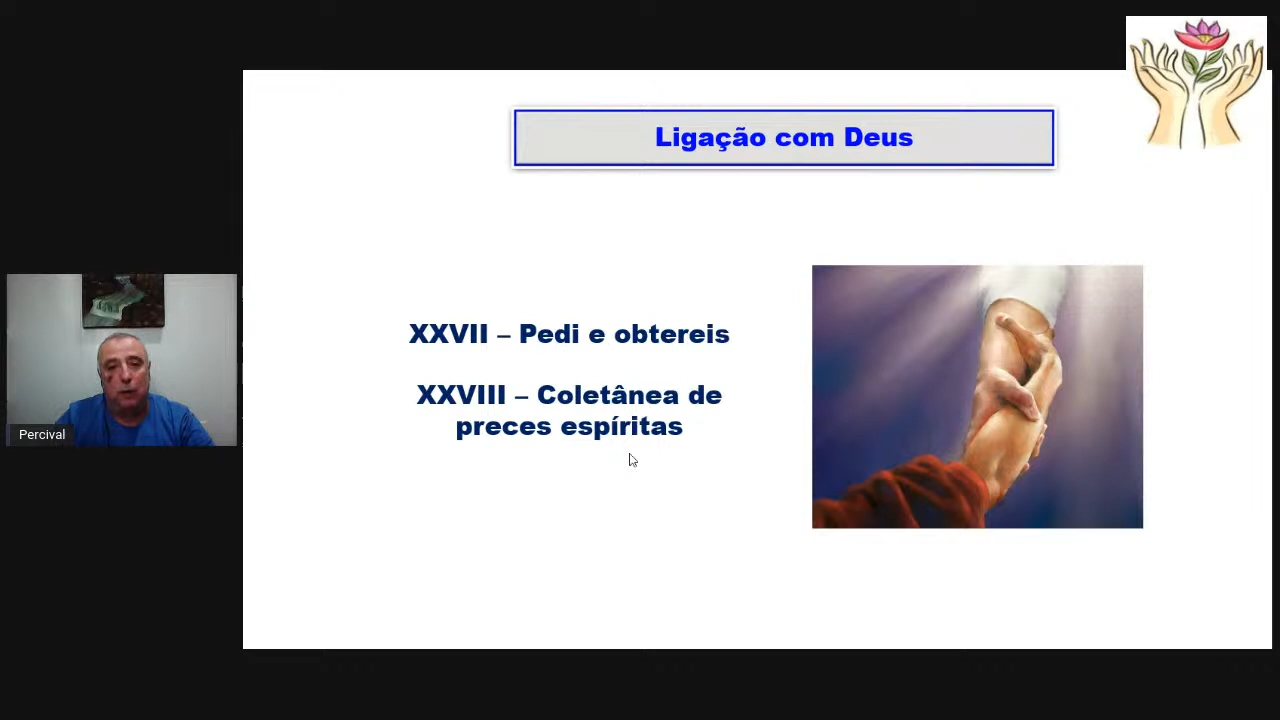 Ligação com Deus
XXVII – Pedi e obtereis
XXVIII – Coletânea de
preces espíritas
Percival